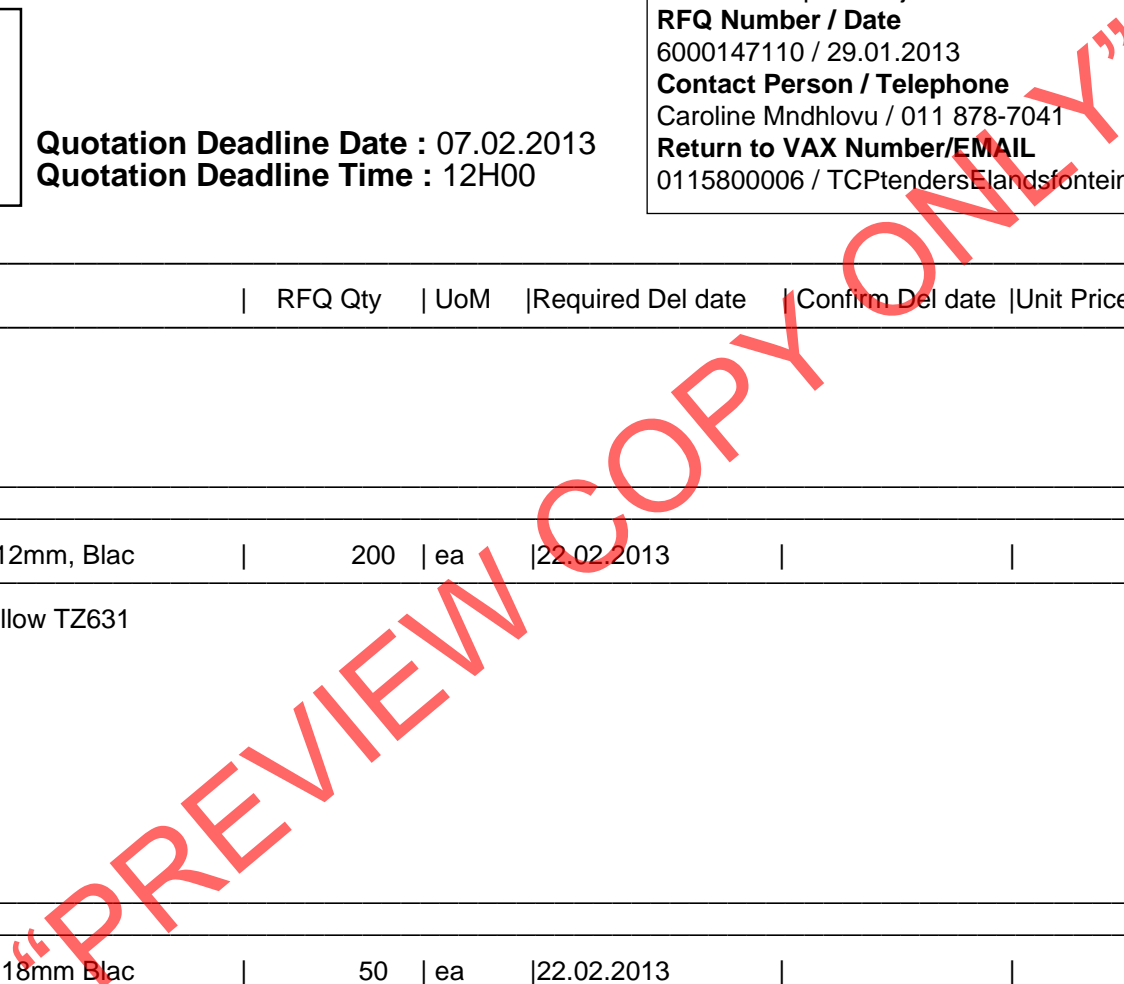 RFQ Number / Date
6000147110 / 29.01.2013
Contact Person / Telephone
Caroline Mndhlovu / 011 878-7041
Return to VAX Number/EMAIL
0115800006 / TCPtendersElandsfontein
Quotation Deadline Date : 07.02.2013
Quotation Deadline Time : 12H00
| RFQ Qty | UoM |Required Del date | Confirm Del date |Unit Price
12mm, Blac | 200 | ea |22.02.2013 | |
llow TZ631
18mm Blac | 50 | ea |22.02.2013 | |
“PREVIEW COPY ONLY”